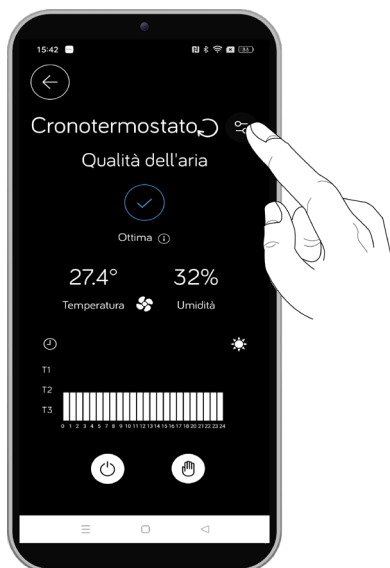 15:42
Cronotermostato
Qualità dell'aria
Ottima
27.4° 32%
Temperatura Umidità
T1
T2
T3
0 1 2 3 4 5 6 7 8 9 10 11 12 13 14 15 16 17 18 19 20 21 22 23 24